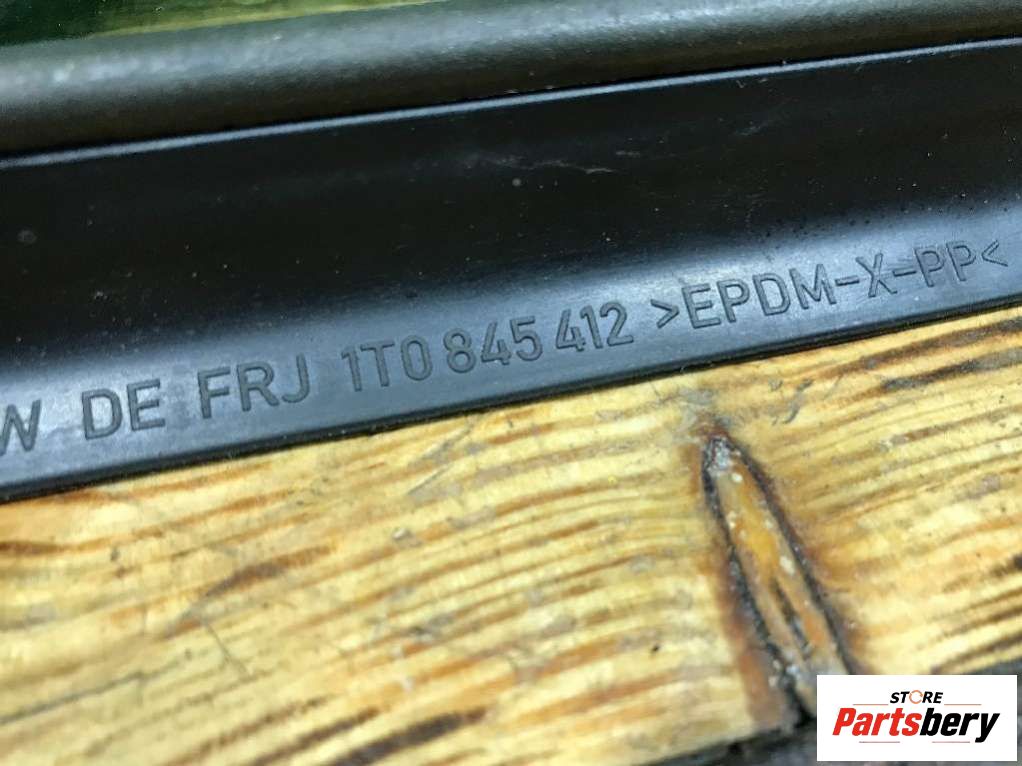 W DE FRJ 1T0 845 412 >EPDM-X-PP<
STORE
Partsbery